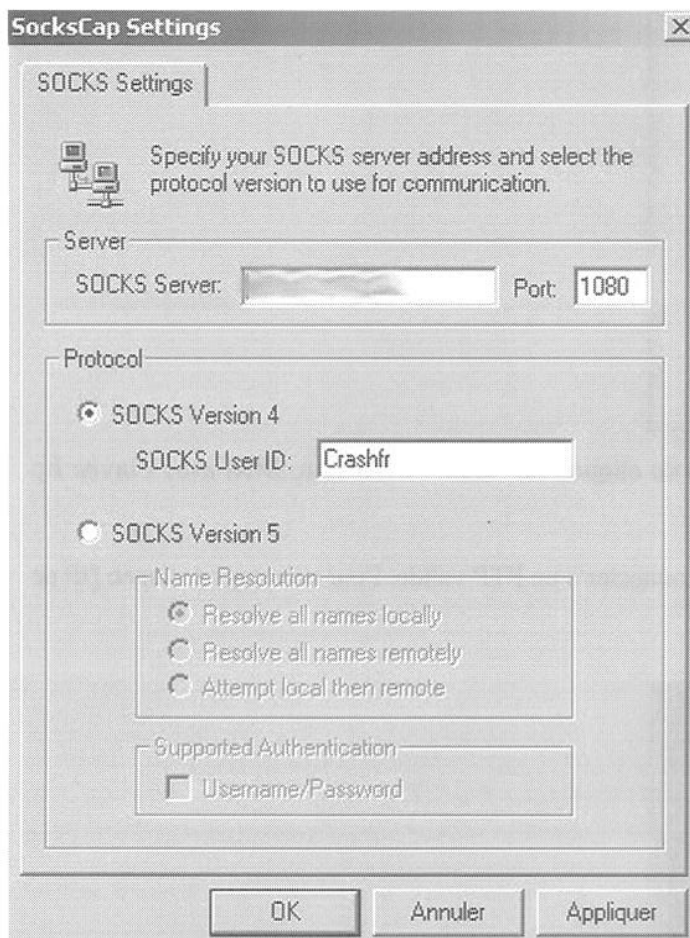 SocksCap Settings
SOCKS Settings
Specify your SOCKS server address and select the
protocol version to use for communication.
Server
SOCKS Server:
Port: 1080
Protocol
SOCKS Version 4
SOCKS User ID: Crashfr
SOCKS Version 5
Name Resolution
Resolve all names locally
Resolve all names remotely
Attempt local then remote
Supported Authentication
Username/Password
OK Annuler Appliquer